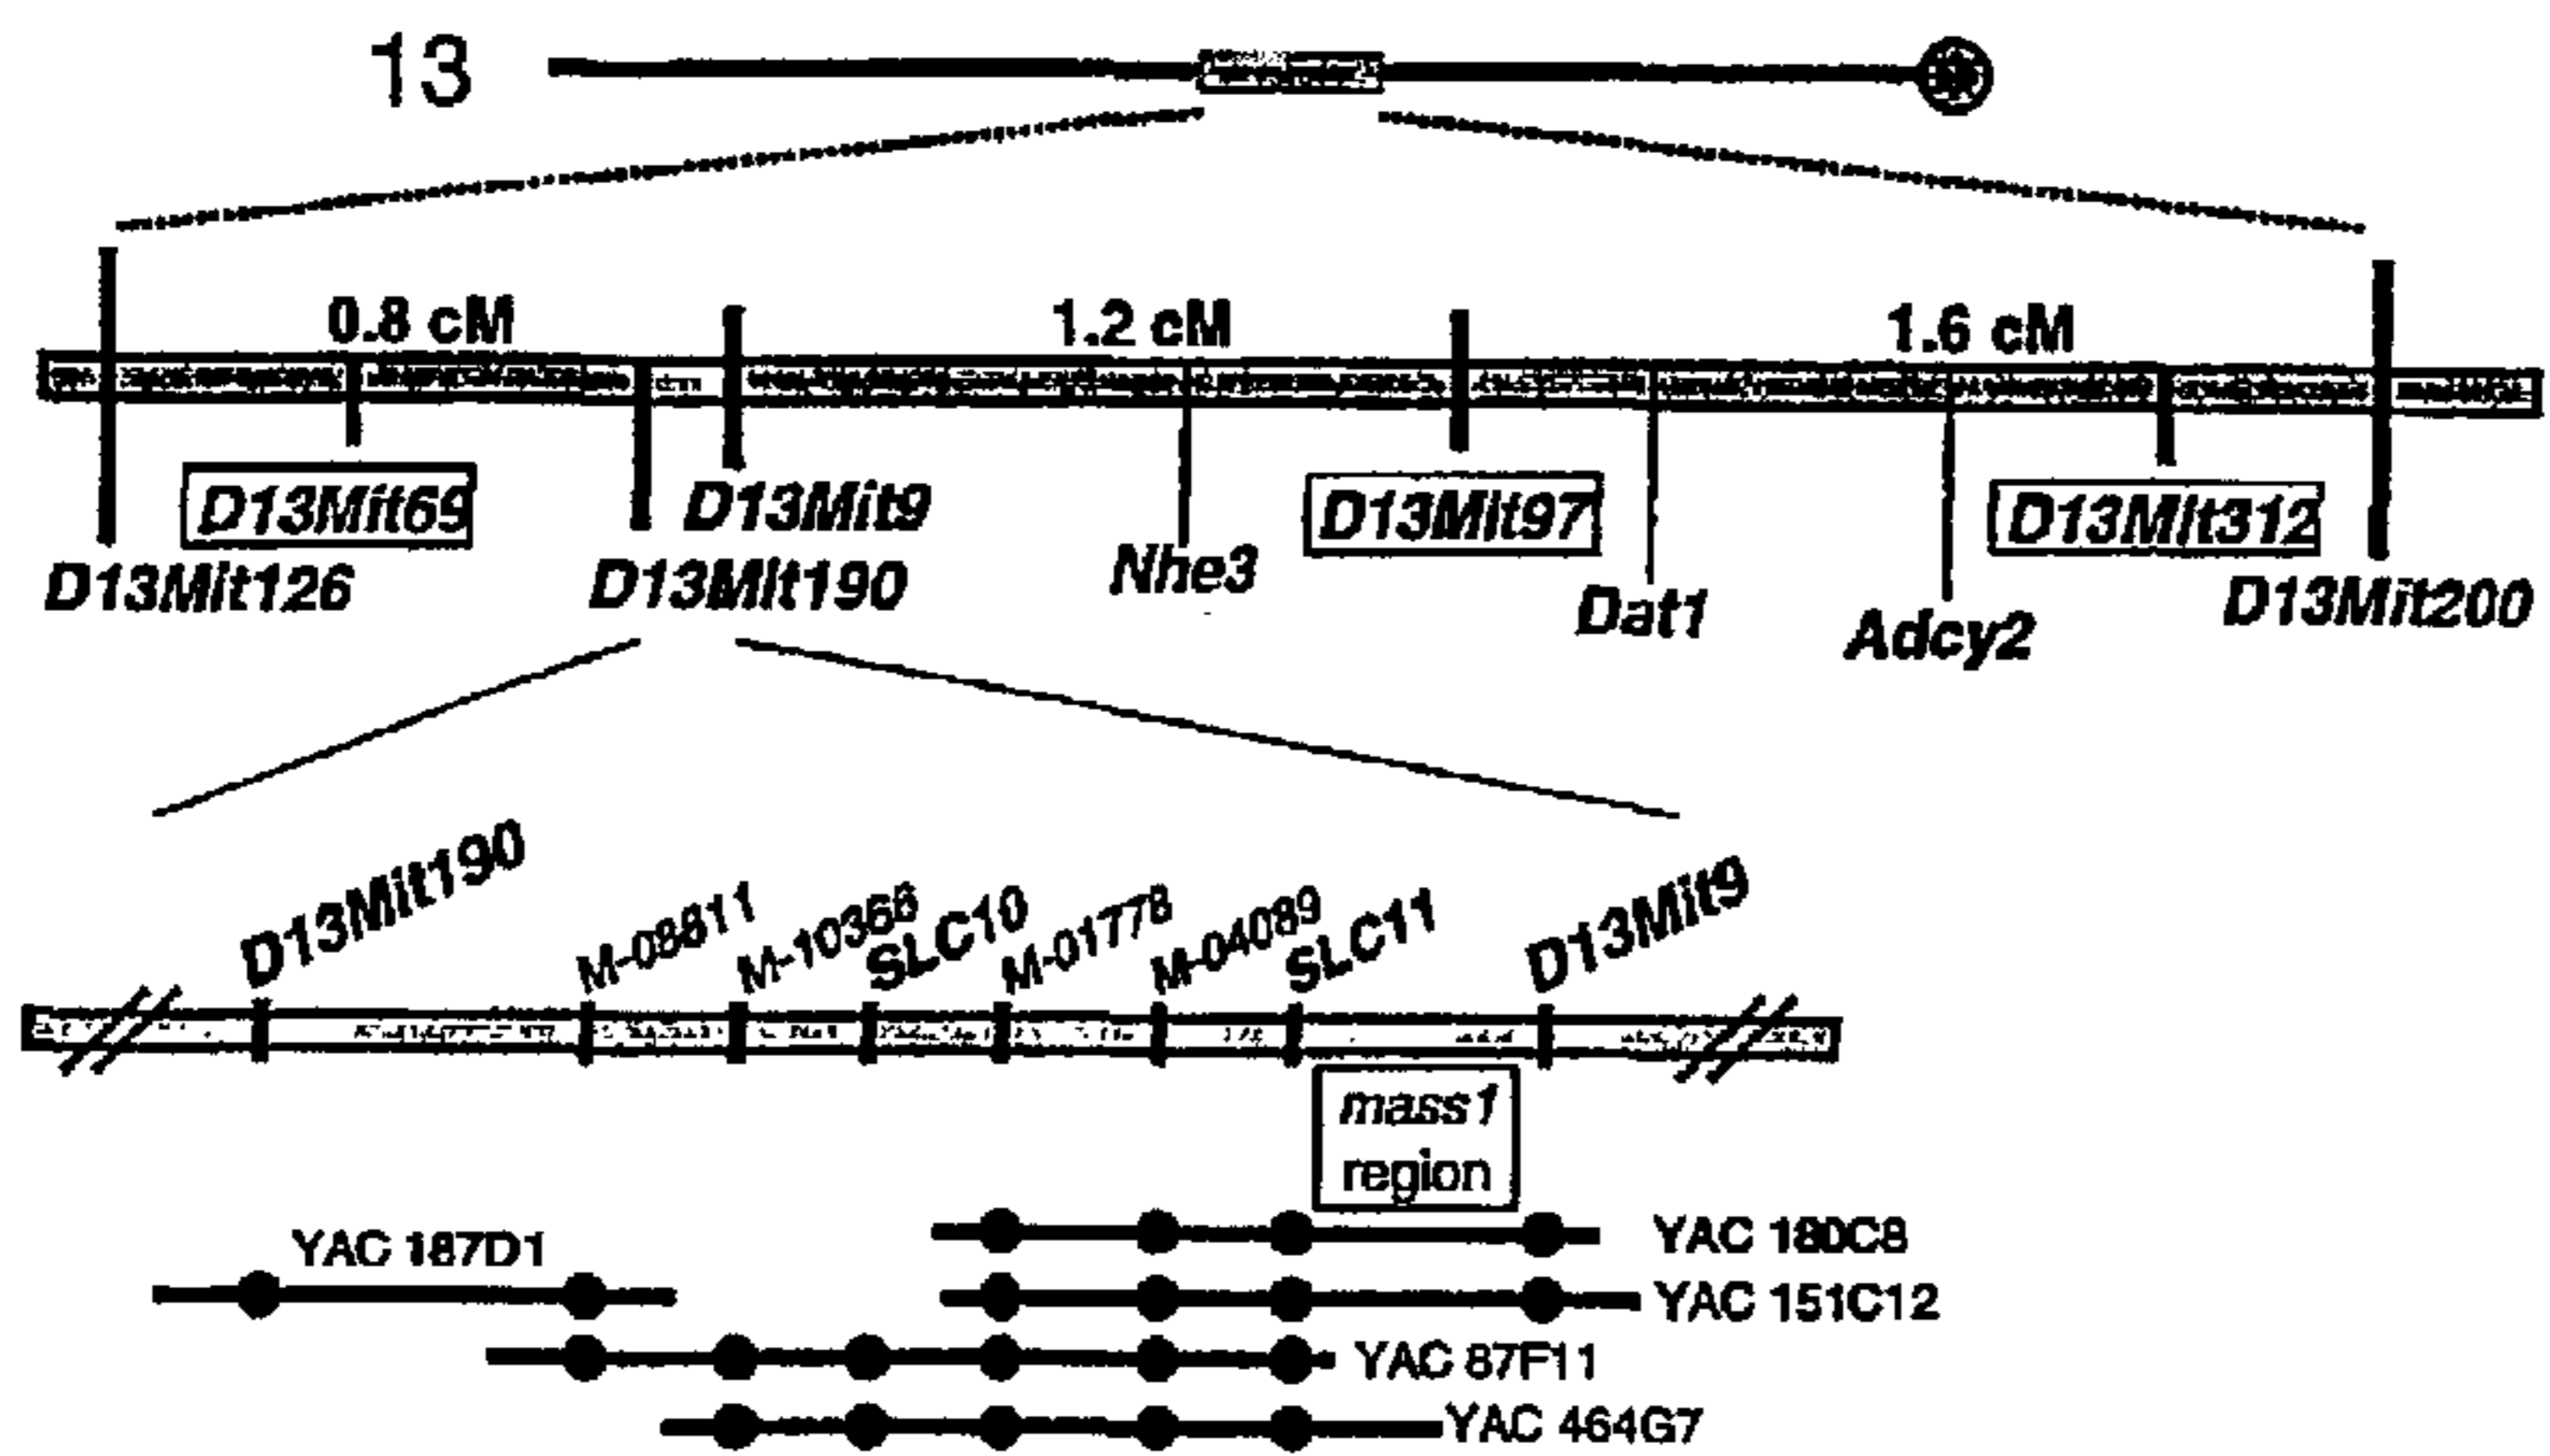 13
0.8 cM 1.2 cM 1.6 cM
D13Mit69 D13Mit9 D13Mit97 D13Mit312
D13Mit126 D13Mit190 Nhe3 Dat1 Adcy2 D13Mit200
D13Mit190 M-08811 M-10366 SLC10 M-01778 M-04089 SLC11 D13Mit9
mass1
region
YAC 180C8
YAC 187D1
YAC 151C12
YAC 87F11
YAC 464G7